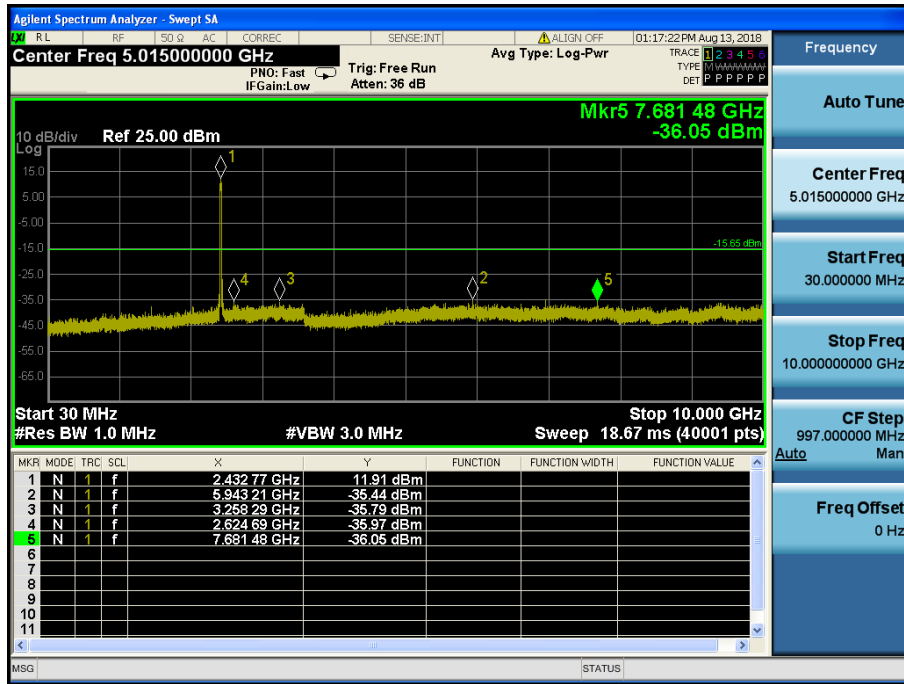 Agilent Spectrum Analyzer - Swept SA
LXI RL RF 50 Ω AC CORREC SENSE:INT ALIGN OFF 01:17:22 PM Aug 13, 2018
Center Freq 5.015000000 GHz
PNO: Fast
IFGain:Low
Trig: Free Run
Atten: 36 dB
Avg Type: Log-Pwr
TRACE 1 2 3 4 5 6
TYPE M W W W W W
DET P P P P P P
Mkr5 7.681 48 GHz
-36.05 dBm
10 dB/div Ref 25.00 dBm
Log
15.0
5.00
-5.00
-15.0
-25.0
-35.0
-45.0
-55.0
-65.0
1
4
3
2
5
-15.65 dBm
Start 30 MHz Stop 10.000 GHz
#Res BW 1.0 MHz #VBW 3.0 MHz Sweep 18.67 ms (40001 pts)
MKR MODE TRC SCL X Y FUNCTION FUNCTION WIDTH FUNCTION VALUE
1 N 1 f 2.432 77 GHz 11.91 dBm
2 N 1 f 5.943 21 GHz -35.44 dBm
3 N 1 f 3.258 29 GHz -35.79 dBm
4 N 1 f 2.624 69 GHz -35.97 dBm
5 N 1 f 7.681 48 GHz -36.05 dBm
6
7
8
9
10
11
MSG STATUS
Frequency
Auto Tune
Center Freq
5.015000000 GHz
Start Freq
30.000000 MHz
Stop Freq
10.000000000 GHz
CF Step
997.000000 MHz
Auto Man
Freq Offset
0 Hz